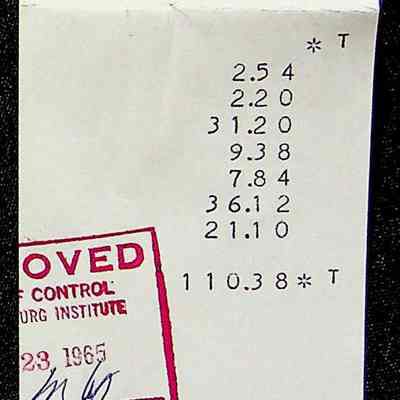 * T
2.54
2.20
31.20
9.38
7.84
36.12
21.10
110.38* T
OVED
F CONTROL
URG INSTITUTE
23 1965